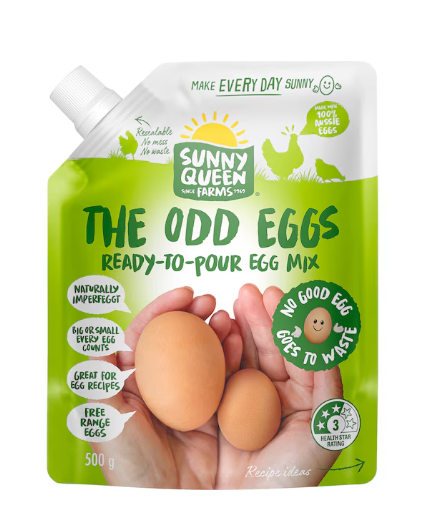 MAKE EVERY DAY SUNNY
MADE WITH
100%
AUSSIE
EGGS
Resealable
No mess
No waste
SUNNY
QUEEN
SINCE FARMS 1969
THE ODD EGGS
READY-TO-POUR EGG MIX
NATURALLY
IMPERFEGGT
BIG OR SMALL
EVERY EGG
COUNTS
GREAT FOR
EGG RECIPES
FREE
RANGE
EGGS
NO GOOD EGG
GOES TO WASTE
3
HEALTH STAR
RATING
500 g
Recipe ideas